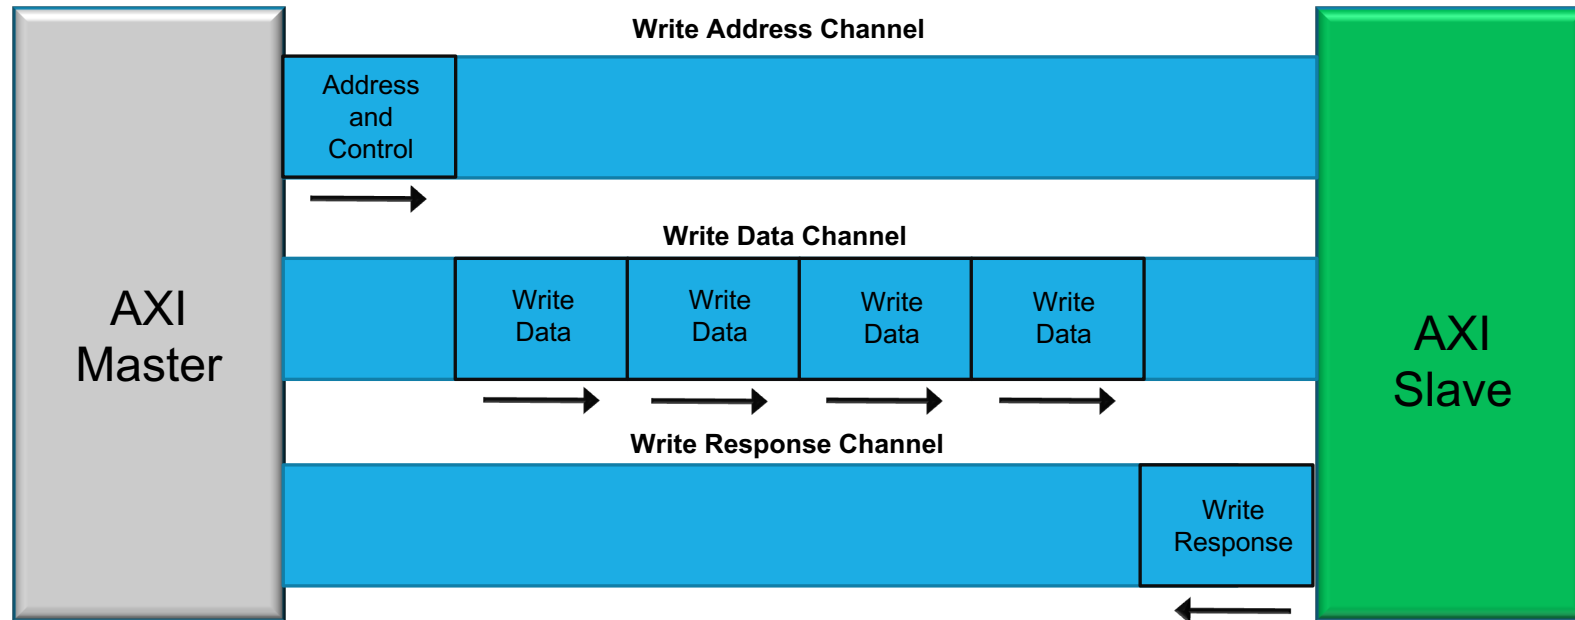 Write Address Channel
Address
and
Control
Write Data Channel
Write
Data
Write
Data
Write
Data
Write
Data
AXI
Master
AXI
Slave
Write Response Channel
Write
Response